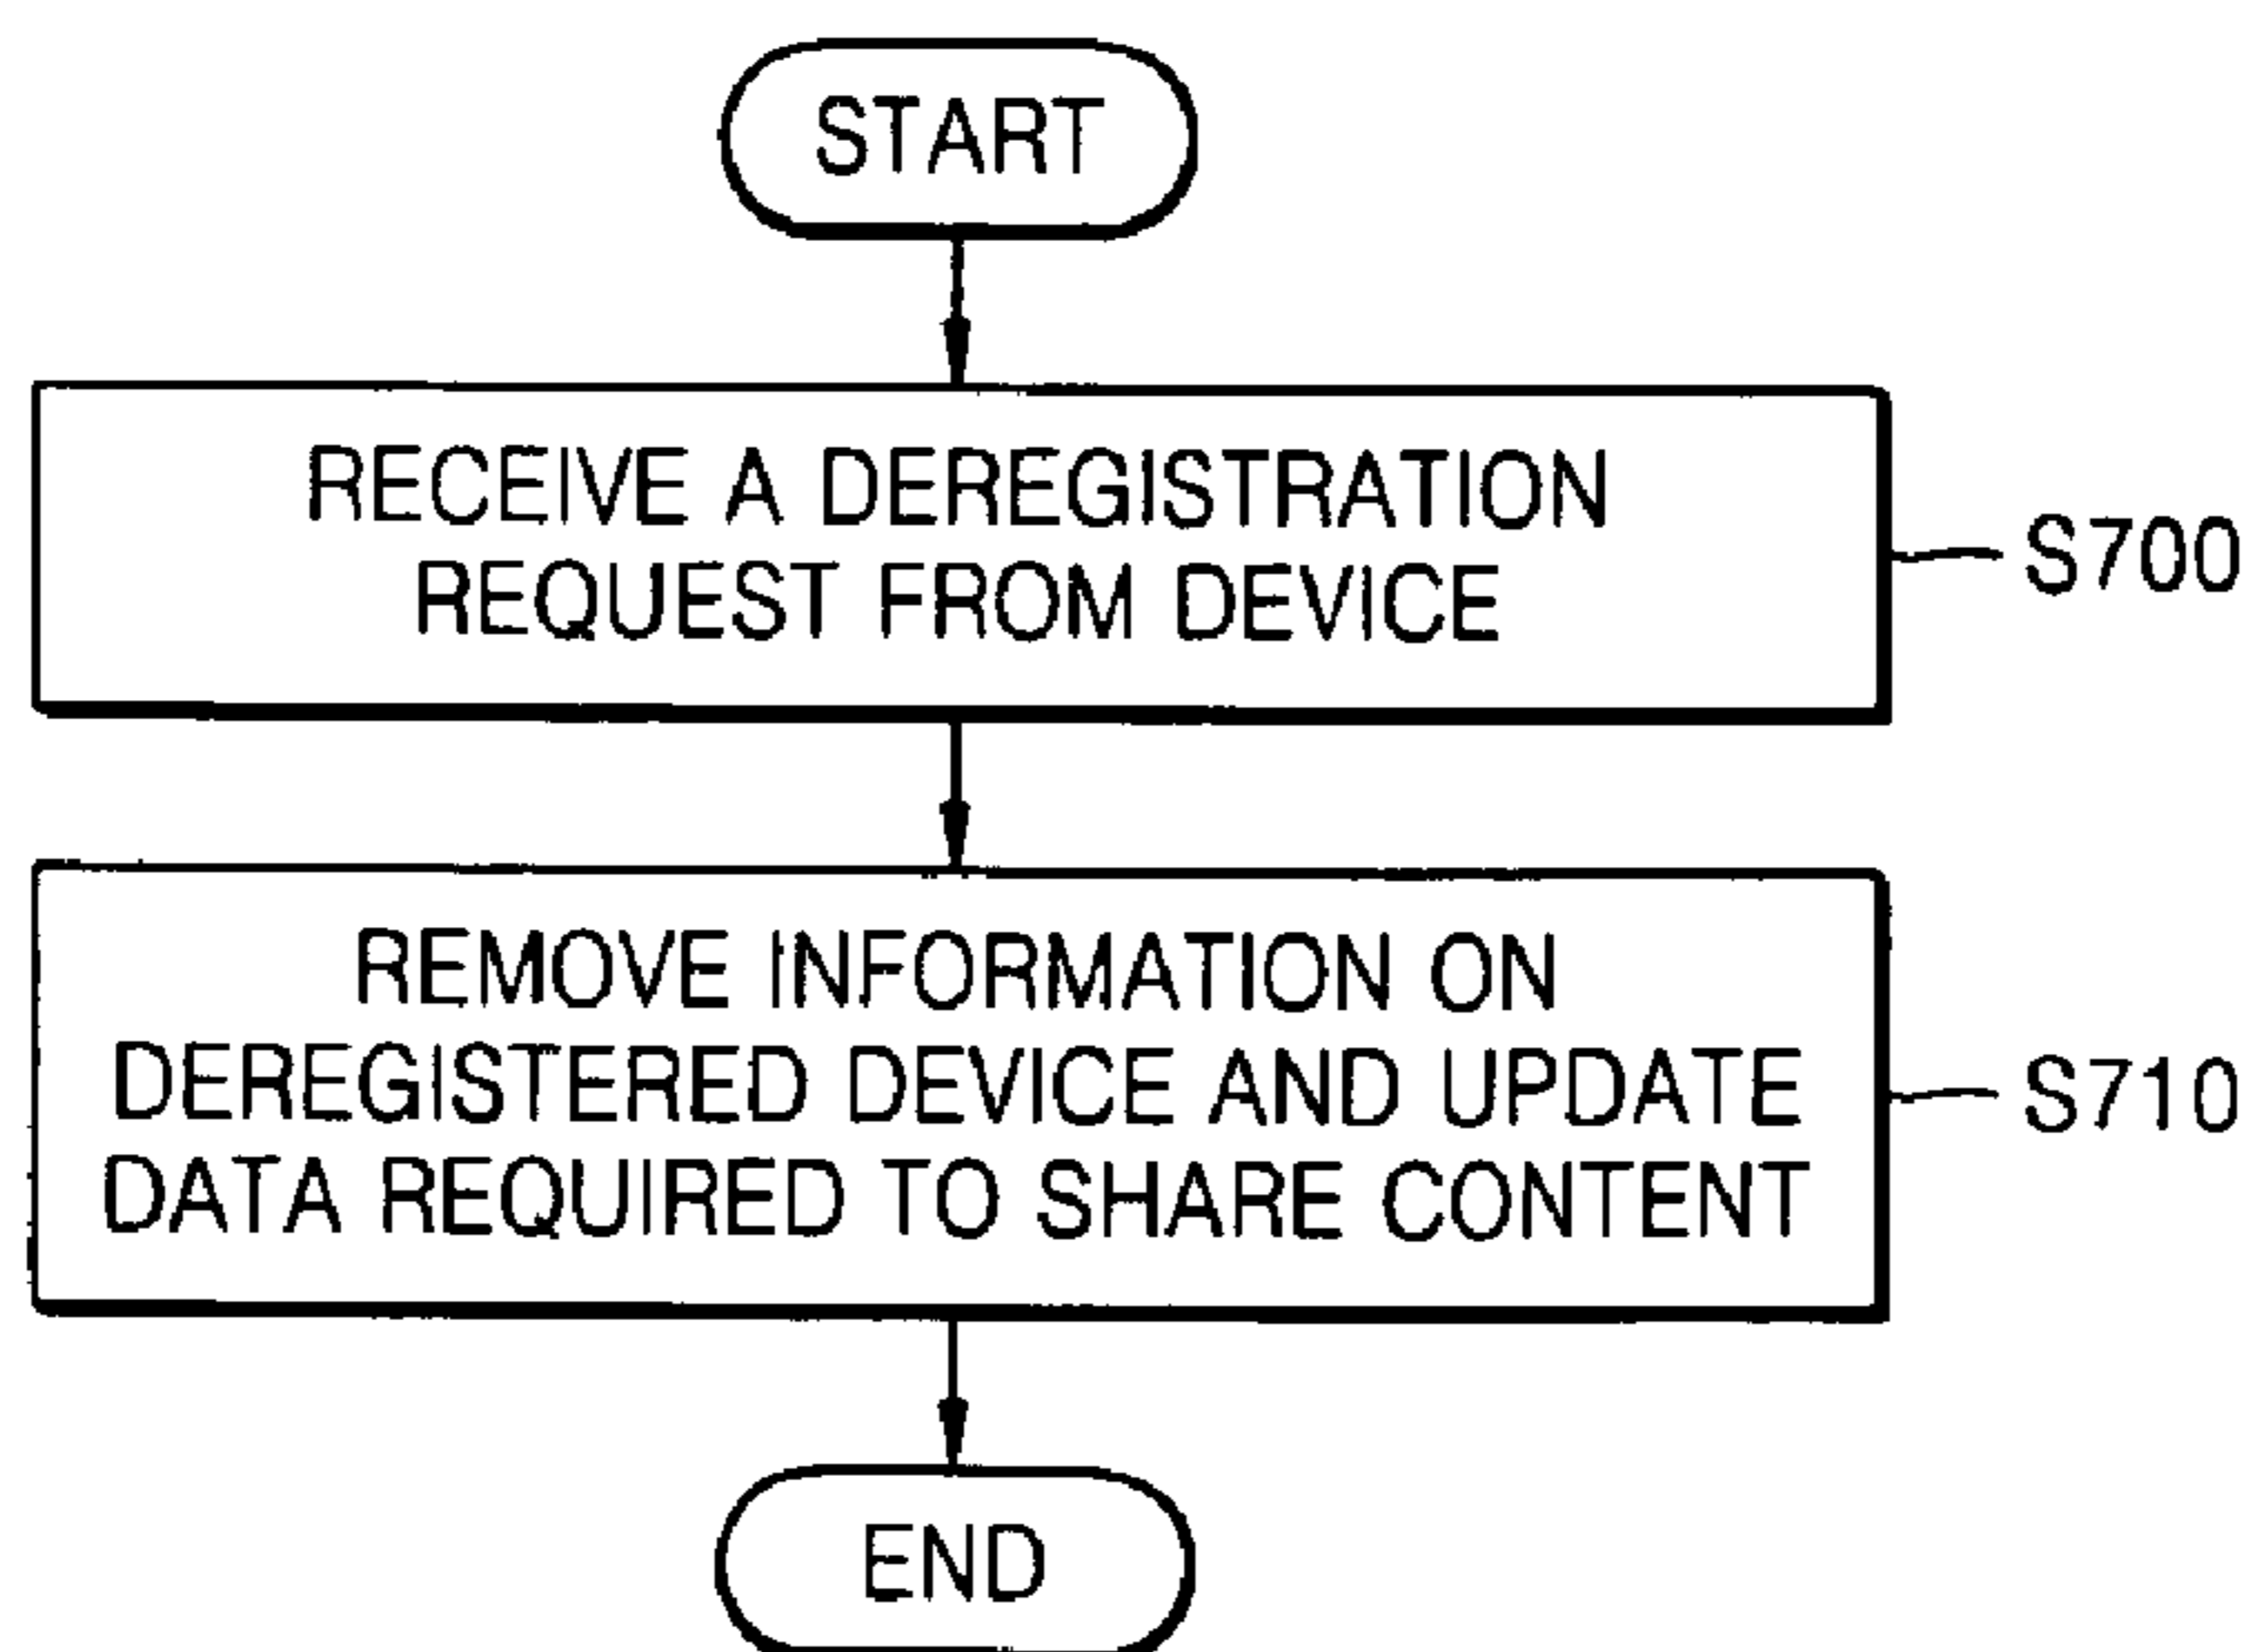 START
RECEIVE A DEREGISTRATION
REQUEST FROM DEVICE
S700
REMOVE INFORMATION ON
DEREGISTERED DEVICE AND UPDATE
DATA REQUIRED TO SHARE CONTENT
S710
END